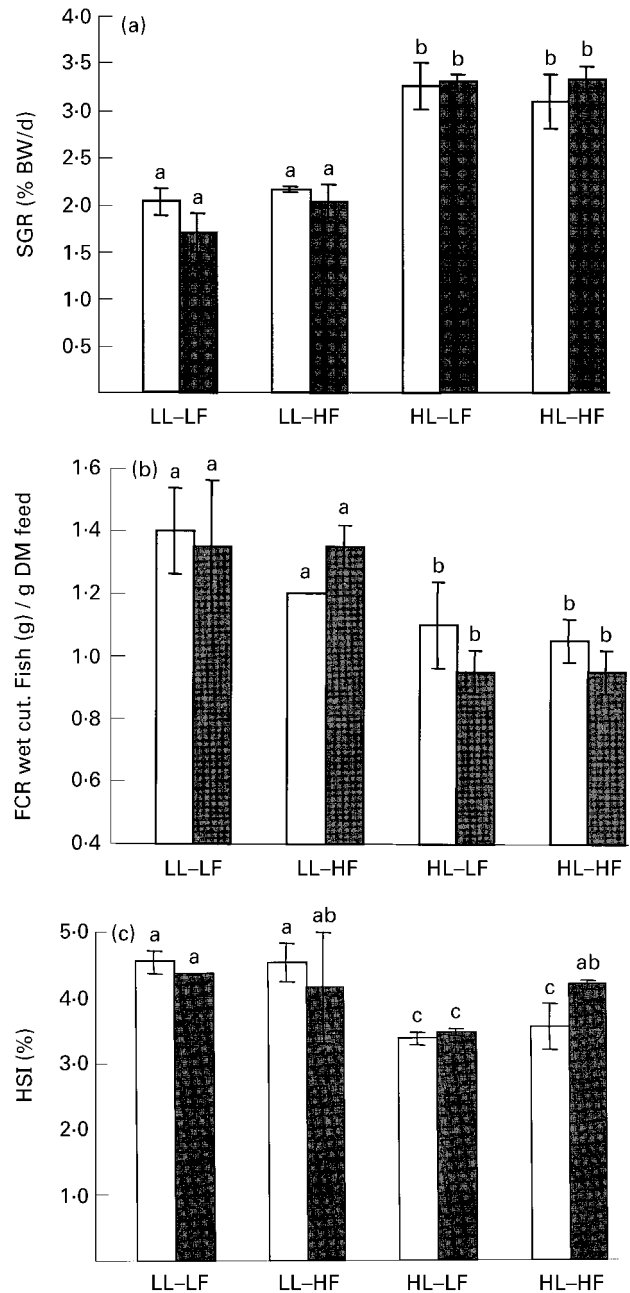 (a)
SGR (% BW/d)
4·0
3·5
3·0
2·5
2·0
1·5
1·0
0·5
a a a a b b b b
LL–LF LL–HF HL–LF HL–HF
(b)
FCR wet cut. Fish (g) / g DM feed
1·6
1·4
1·2
1·0
0·8
0·6
0·4
a a a a b b b b
LL–LF LL–HF HL–LF HL–HF
(c)
HSI (%)
5·0
4·0
3·0
2·0
1·0
a a a ab c c c ab
LL–LF LL–HF HL–LF HL–HF